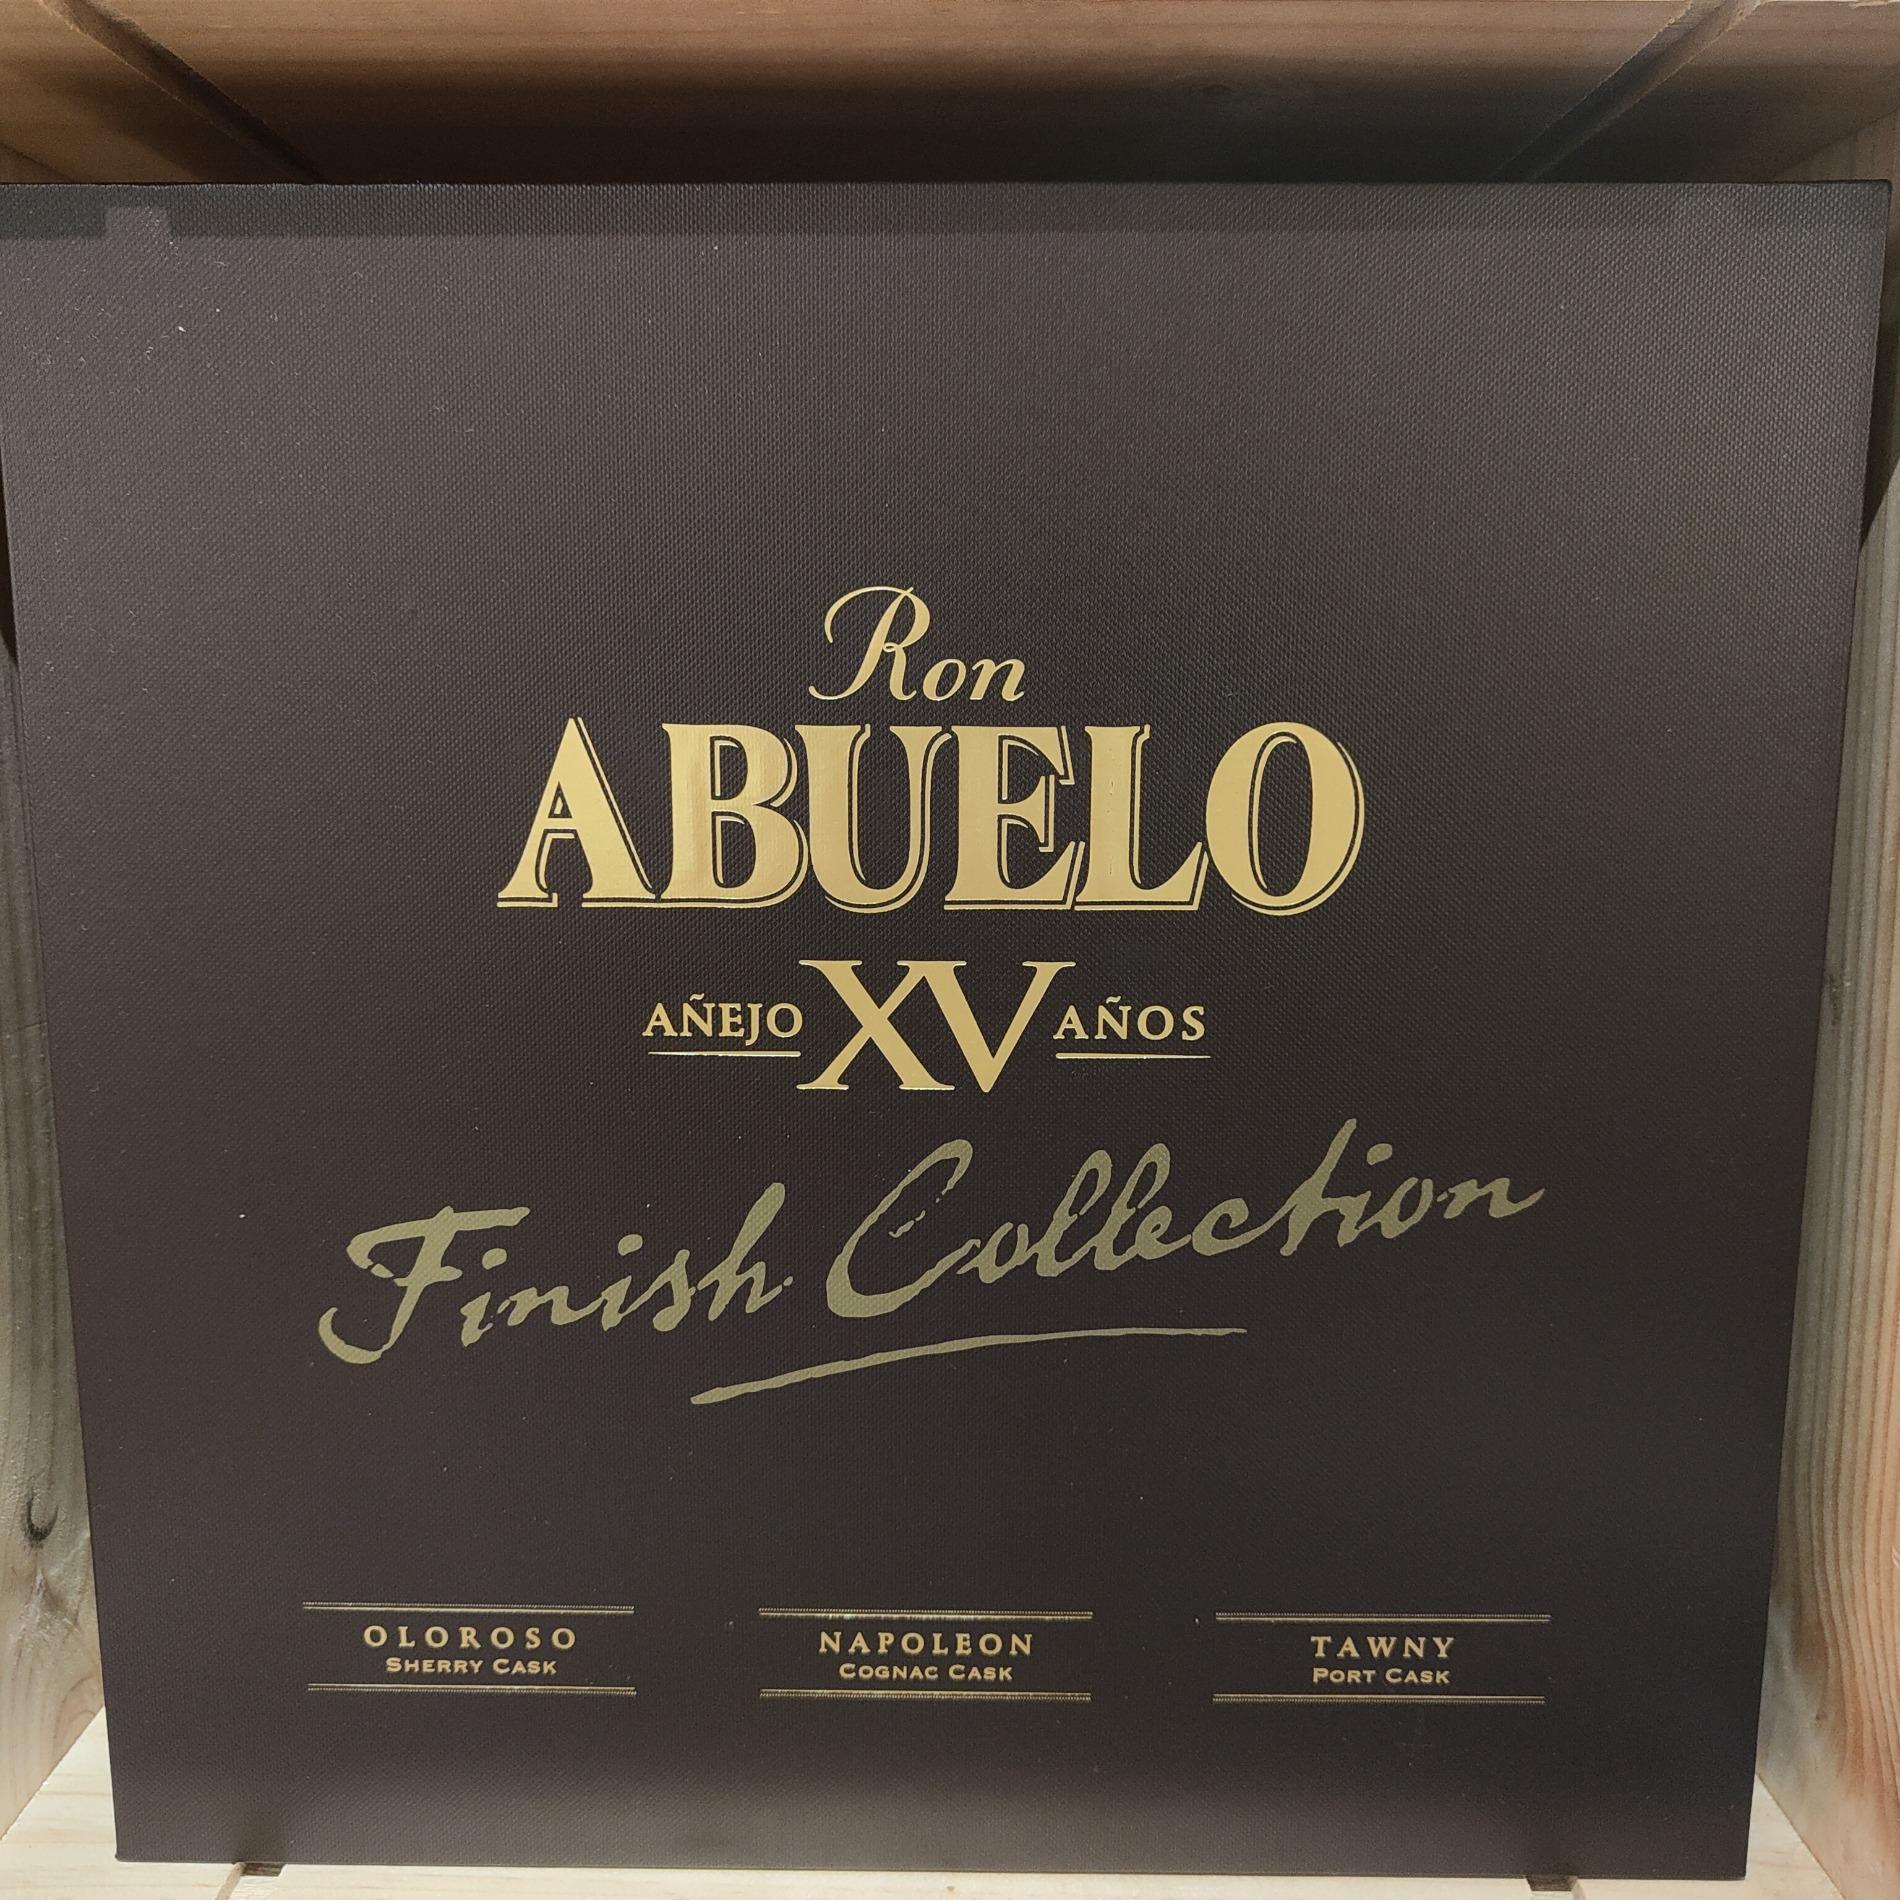 Ron
ABUELO
AÑEJO XV AÑOS
Finish Collection
OLOROSO
SHERRY CASK
NAPOLEON
COGNAC CASK
TAWNY
PORT CASK